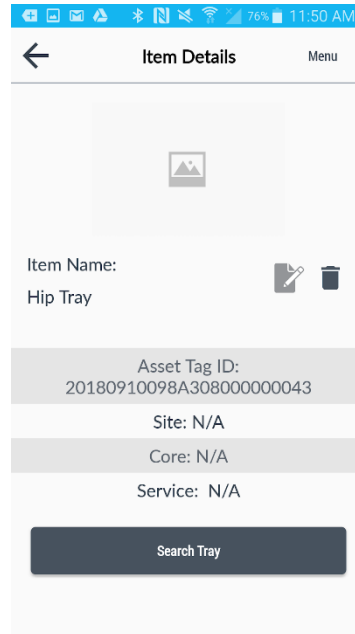 76% 11:50 AM
Item Details Menu
Item Name:
Hip Tray
Asset Tag ID:
20180910098A308000000043
Site: N/A
Core: N/A
Service: N/A
Search Tray